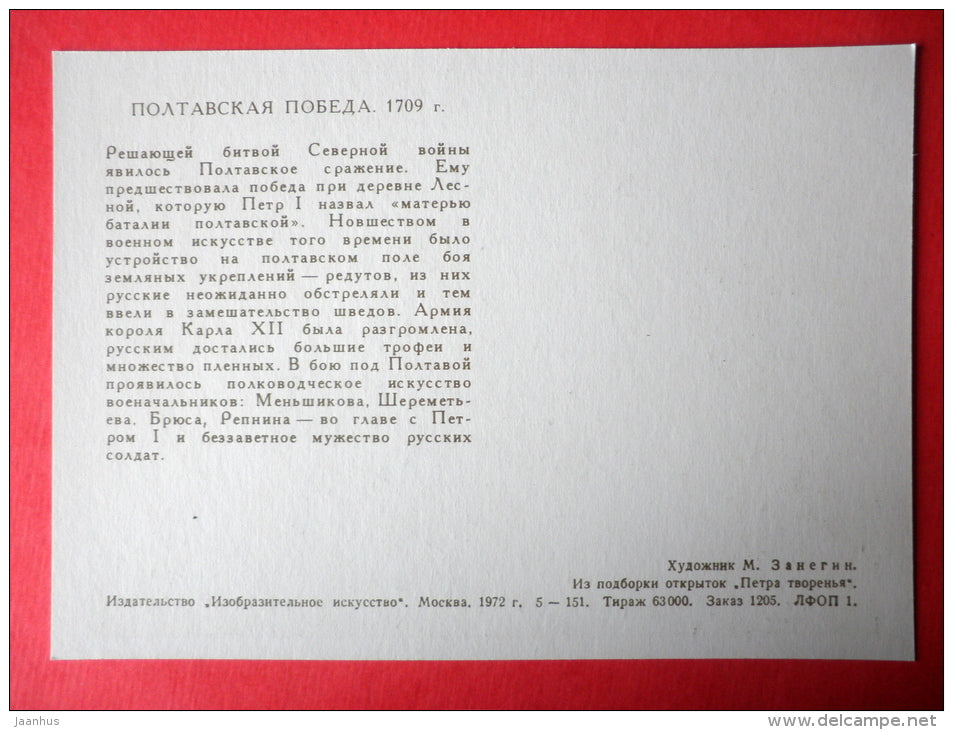 ПОЛТАВСКАЯ ПОБЕДА. 1709 г.
Решающей битвой Северной войны
явилось Полтавское сражение. Ему
предшествовала победа при деревне Лес-
ной, которую Петр I назвал «матерью
баталии полтавской». Новшеством в
военном искусстве того времени было
устройство на полтавском поле боя
земляных укреплений — редутов, из них
русские неожиданно обстреляли и тем
ввели в замешательство шведов. Армия
короля Карла XII была разгромлена,
русским достались большие трофеи и
множество пленных. В бою под Полтавой
проявилось полководческое искусство
военачальников: Меньшикова, Шереметь-
ева, Брюса, Репнина — во главе с Пет-
ром I и беззаветное мужество русских
солдат.
Художник М. Занегин.
Из подборки открыток „Петра творенья“.
Издательство „Изобразительное искусство“. Москва. 1972 г. 5 — 151. Тираж 63000. Заказ 1205. ЛФОП 1.
Jaanhus
delcampe.net